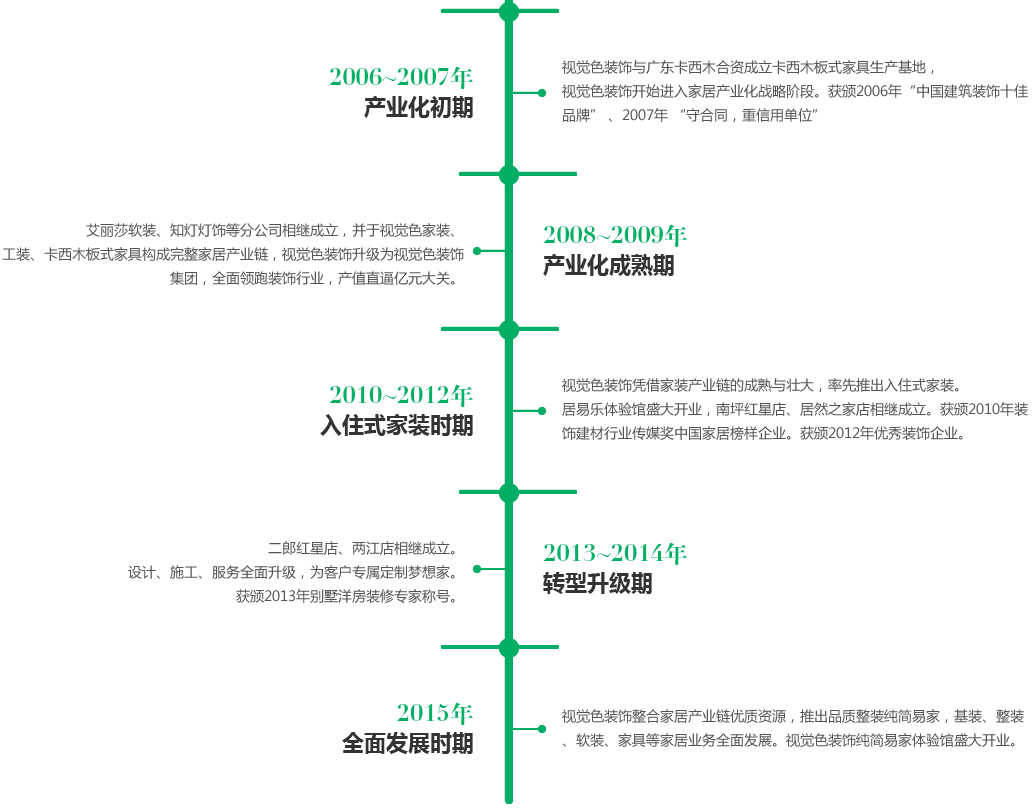 2006~2007年
产业化初期
视觉色装饰与广东卡西木合资成立卡西木板式家具生产基地，
视觉色装饰开始进入家居产业化战略阶段。获颁2006年“中国建筑装饰十佳
品牌” 、2007年 “守合同，重信用单位”
艾丽莎软装、知灯灯饰等分公司相继成立，并于视觉色家装、
工装、卡西木板式家具构成完整家居产业链，视觉色装饰升级为视觉色装饰
集团，全面领跑装饰行业，产值直逼亿元大关。
2008~2009年
产业化成熟期
2010~2012年
入住式家装时期
视觉色装饰凭借家装产业链的成熟与壮大，率先推出入住式家装。
居易乐体验馆盛大开业，南坪红星店、居然之家店相继成立。获颁2010年装
饰建材行业传媒奖中国家居榜样企业。获颁2012年优秀装饰企业。
二郎红星店、两江店相继成立。
设计、施工、服务全面升级，为客户专属定制梦想家。
获颁2013年别墅洋房装修专家称号。
2013~2014年
转型升级期
2015年
全面发展时期
视觉色装饰整合家居产业链优质资源，推出品质整装纯简易家，基装、整装
、软装、家具等家居业务全面发展。视觉色装饰纯简易家体验馆盛大开业。